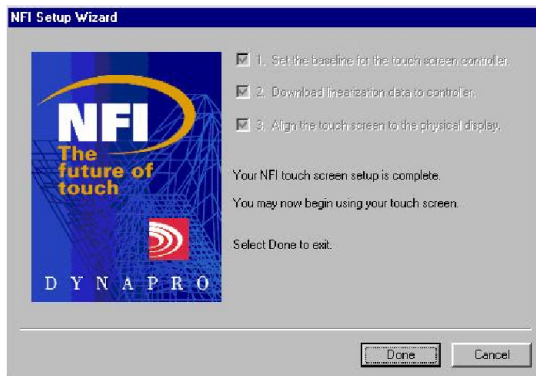 NFI Setup Wizard
NFI
The
future of
touch
DYNAPRO
1. Set the baseline for the touch screen controller.
2. Download linearization data to controller.
3. Align the touch screen to the physical display.
Your NFI touch screen setup is complete.
You may now begin using your touch screen.
Select Done to exit.
Done
Cancel